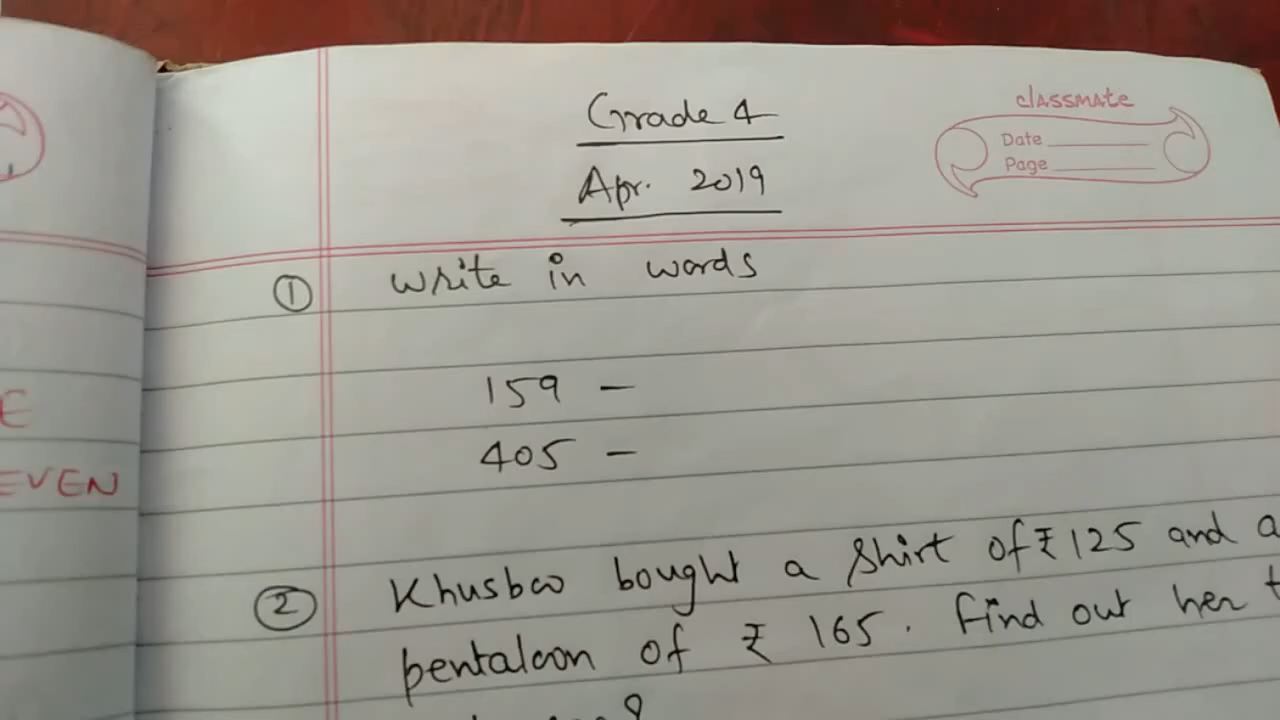 Grade 4
Apr. 2019
classmate
Date
Page
① Write in words
159 –
405 –
E
EVEN
② Khusboo bought a shirt of ₹ 125 and a
pentaloon of ₹ 165. Find out her